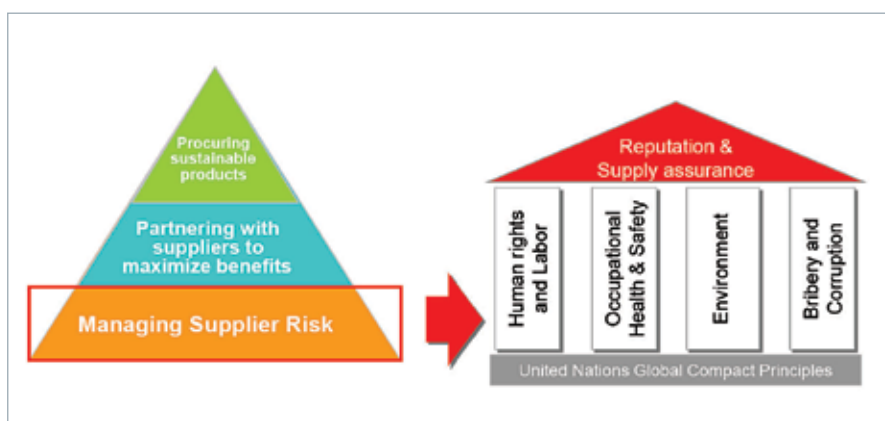 Procuring
sustainable
products
Partnering with
suppliers to
maximize benefits
Managing Supplier Risk
Reputation &
Supply assurance
Human rights
and Labor
Occupational
Health & Safety
Environment
Bribery and
Corruption
United Nations Global Compact Principles